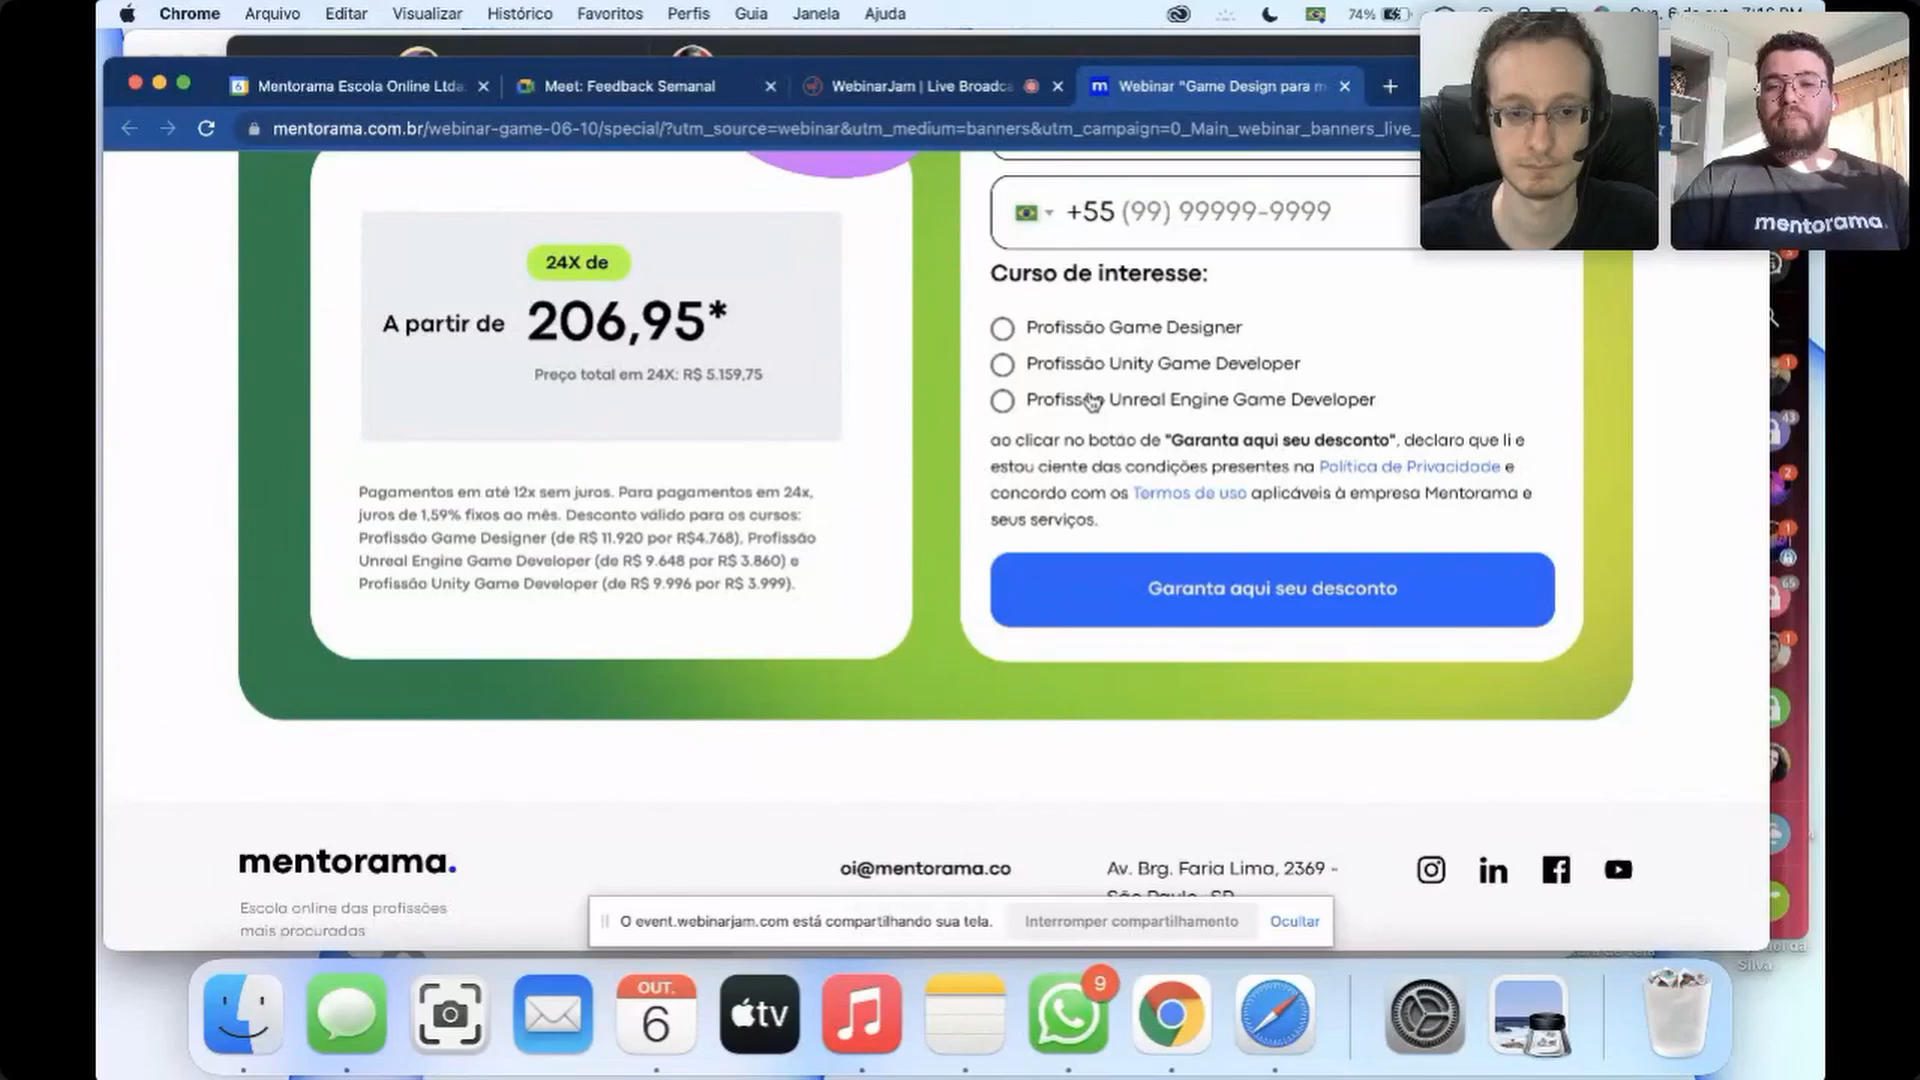 Chrome Arquivo Editar Visualizar Histórico Favoritos Perfis Guia Janela Ajuda
74%
Mentorama Escola Online Ltda
Meet: Feedback Semanal
WebinarJam | Live Broadca
Webinar "Game Design para m
mentorama.com.br/webinar-game-06-10/special/?utm_source=webinar&utm_medium=banners&utm_campaign=0_Main_webinar_banners_live_
mentorama.
24X de
A partir de 206,95*
Preço total em 24X: R$ 5.159,75
Pagamentos em até 12x sem juros. Para pagamentos em 24x,
juros de 1,59% fixos ao mês. Desconto válido para os cursos:
Profissão Game Designer (de R$ 11.920 por R$4.768), Profissão
Unreal Engine Game Developer (de R$ 9.648 por R$ 3.860) e
Profissão Unity Game Developer (de R$ 9.996 por R$ 3.999).
+55 (99) 99999-9999
Curso de interesse:
Profissão Game Designer
Profissão Unity Game Developer
Profissão Unreal Engine Game Developer
ao clicar no botão de "Garanta aqui seu desconto", declaro que li e
estou ciente das condições presentes na Política de Privacidade e
concordo com os Termos de uso aplicáveis à empresa Mentorama e
seus serviços.
Garanta aqui seu desconto
mentorama.
Escola online das profissões
mais procuradas
oi@mentorama.co
Av. Brg. Faria Lima, 2369 -
São Paulo - SP
O event.webinarjam.com está compartilhando sua tela.
Interromper compartilhamento
Ocultar
Silva
OUT.
6
tv
9